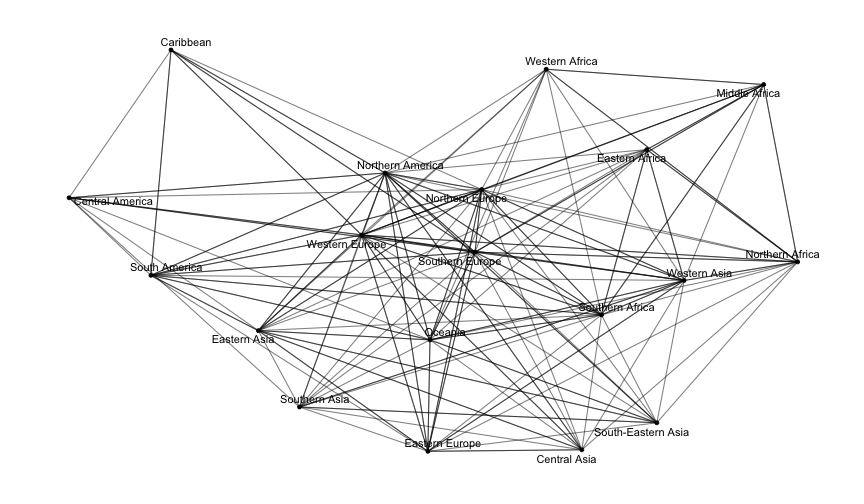 Caribbean
Western Africa
Middle Africa
Eastern Africa
Northern America
Northern Europe
Central America
Western Europe
Southern Europe
Northern Africa
South America
Western Asia
Southern Africa
Eastern Asia
Oceania
Southern Asia
South-Eastern Asia
Eastern Europe
Central Asia